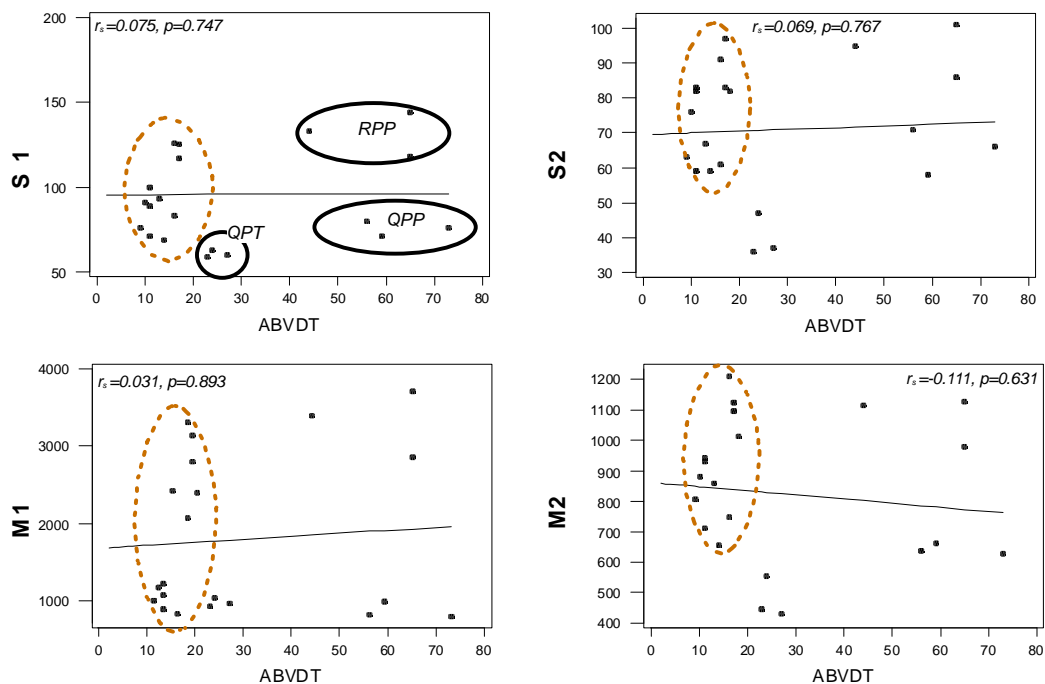 200
rs=0.075, p=0.747
150
RPP
S 1
100
QPP
QPT
50
0 10 20 30 40 50 60 70 80
ABVDT
rs=0.069, p=0.767
100
90
80
70
S2
60
50
40
30
0 10 20 30 40 50 60 70 80
ABVDT
4000
rs=0.031, p=0.893
3000
M1
2000
1000
0 10 20 30 40 50 60 70 80
ABVDT
1200
rs=-0.111, p=0.631
1100
1000
900
M2
800
700
600
500
400
0 10 20 30 40 50 60 70 80
ABVDT